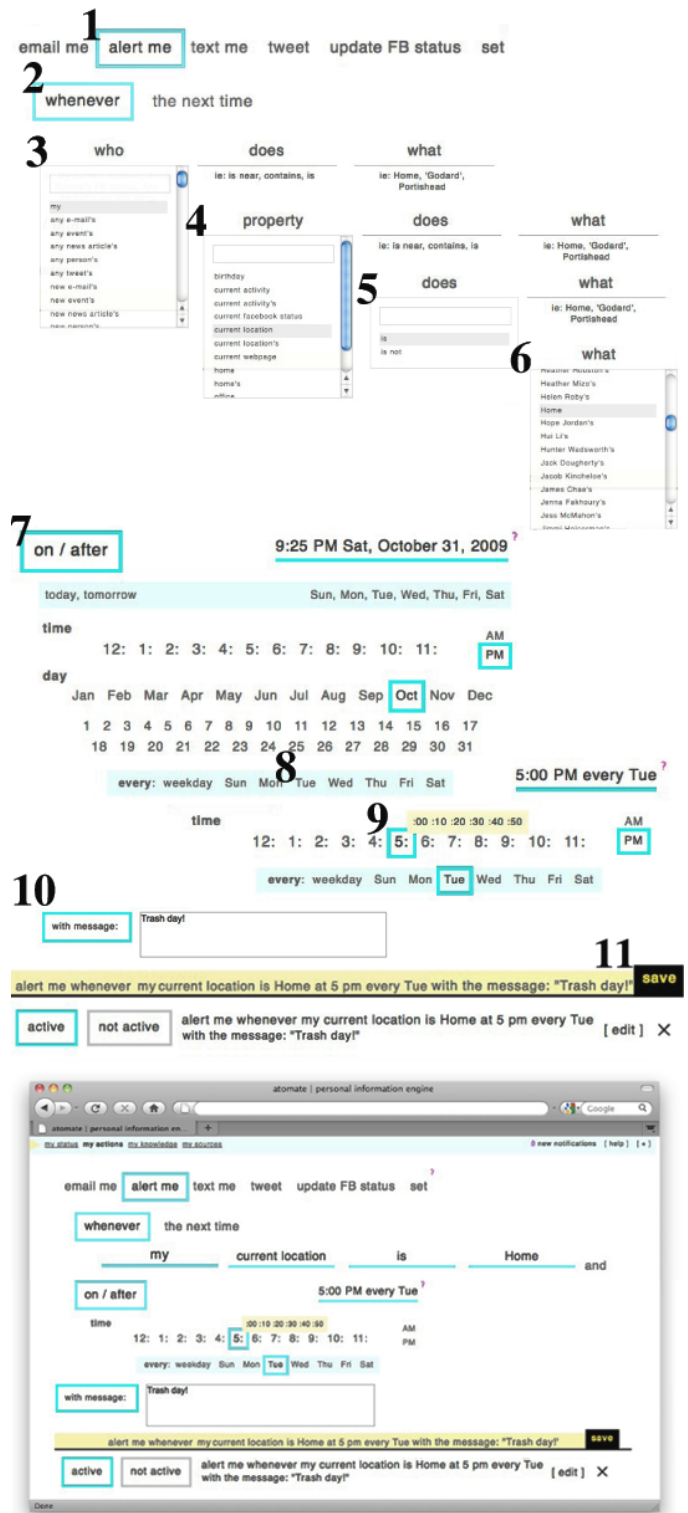 1
email me alert me text me tweet update FB status set
2
whenever the next time
3
who does what
ie: is near, contains, is ie: Home, 'Godard', Portishead
my
any e-mail's
any event's
any news article's
any person's
any tweet's
new e-mail's
new event's
new news article's
new person's
4
property does what
ie: is near, contains, is ie: Home, 'Godard', Portishead
birthday
current activity
current activity's
current facebook status
current location
current location's
current webpage
home
home's
office
5
does what
ie: Home, 'Godard', Portishead
is
is not
6
what
Heather Houston's
Heather Mizo's
Helen Roby's
Home
Hope Jordan's
Hui Li's
Hunter Wadsworth's
Jack Dougherty's
Jacob Kincheloe's
James Chae's
Jenna Fakhoury's
Jess McMahon's
7
on / after 9:25 PM Sat, October 31, 2009 ?
today, tomorrow Sun, Mon, Tue, Wed, Thu, Fri, Sat
time
12: 1: 2: 3: 4: 5: 6: 7: 8: 9: 10: 11: AM
PM
day
Jan Feb Mar Apr May Jun Jul Aug Sep Oct Nov Dec
1 2 3 4 5 6 7 8 9 10 11 12 13 14 15 16 17
18 19 20 21 22 23 24 25 26 27 28 29 30 31
8
every: weekday Sun Mon Tue Wed Thu Fri Sat
5:00 PM every Tue ?
9
time
:00 :10 :20 :30 :40 :50
12: 1: 2: 3: 4: 5: 6: 7: 8: 9: 10: 11: AM
PM
every: weekday Sun Mon Tue Wed Thu Fri Sat
10
with message: Trash day!
11
alert me whenever my current location is Home at 5 pm every Tue with the message: "Trash day!" save
active not active alert me whenever my current location is Home at 5 pm every Tue
with the message: "Trash day!" [ edit ] X
atomate | personal information engine
Google
atomate | personal information en... +
my status my actions my knowledge my sources 0 new notifications [ help ] [ + ]
email me alert me text me tweet update FB status set ?
whenever the next time
my current location is Home and
on / after 5:00 PM every Tue ?
time
:00 :10 :20 :30 :40 :50
12: 1: 2: 3: 4: 5: 6: 7: 8: 9: 10: 11: AM
PM
every: weekday Sun Mon Tue Wed Thu Fri Sat
with message: Trash day!
alert me whenever my current location is Home at 5 pm every Tue with the message: "Trash day!' save
active not active alert me whenever my current location is Home at 5 pm every Tue
with the message: "Trash day!" [ edit ] X
Done